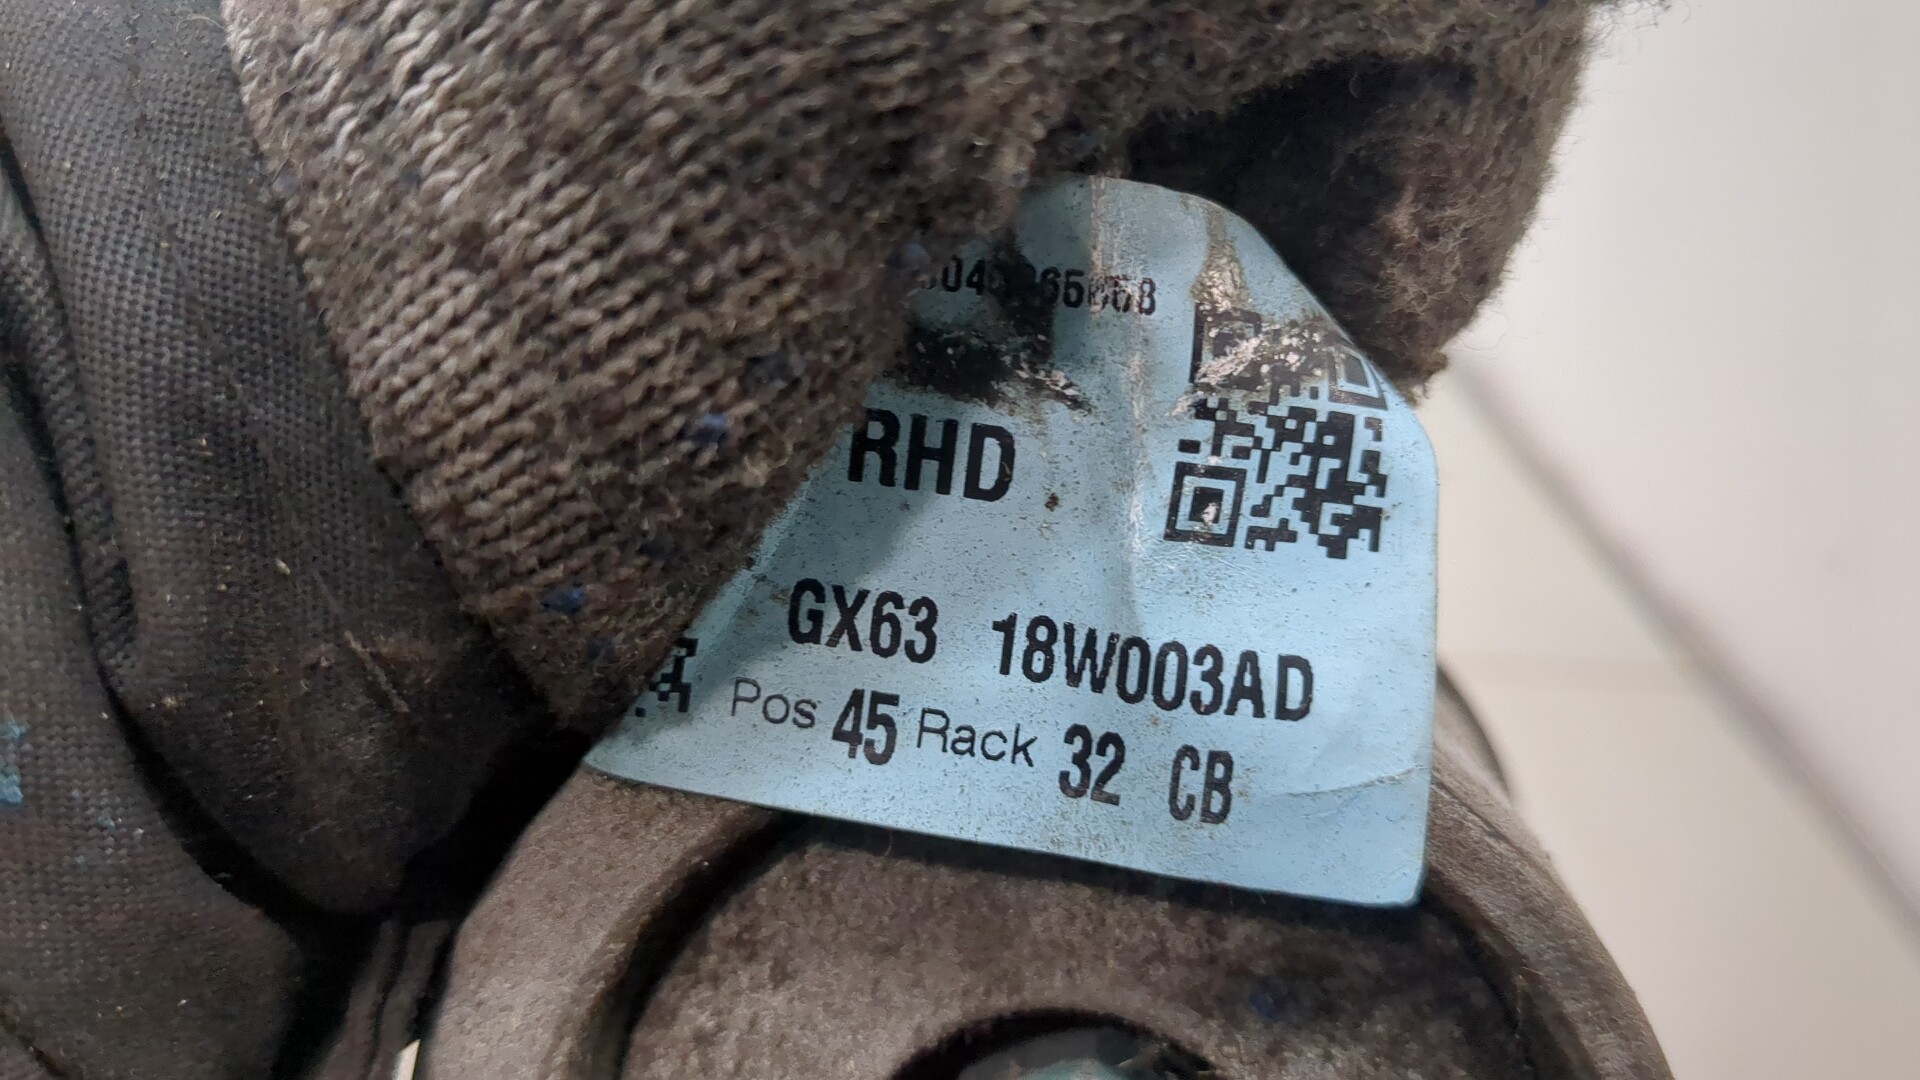 RHD
GX63 18W003AD
Pos 45 Rack 32 CB